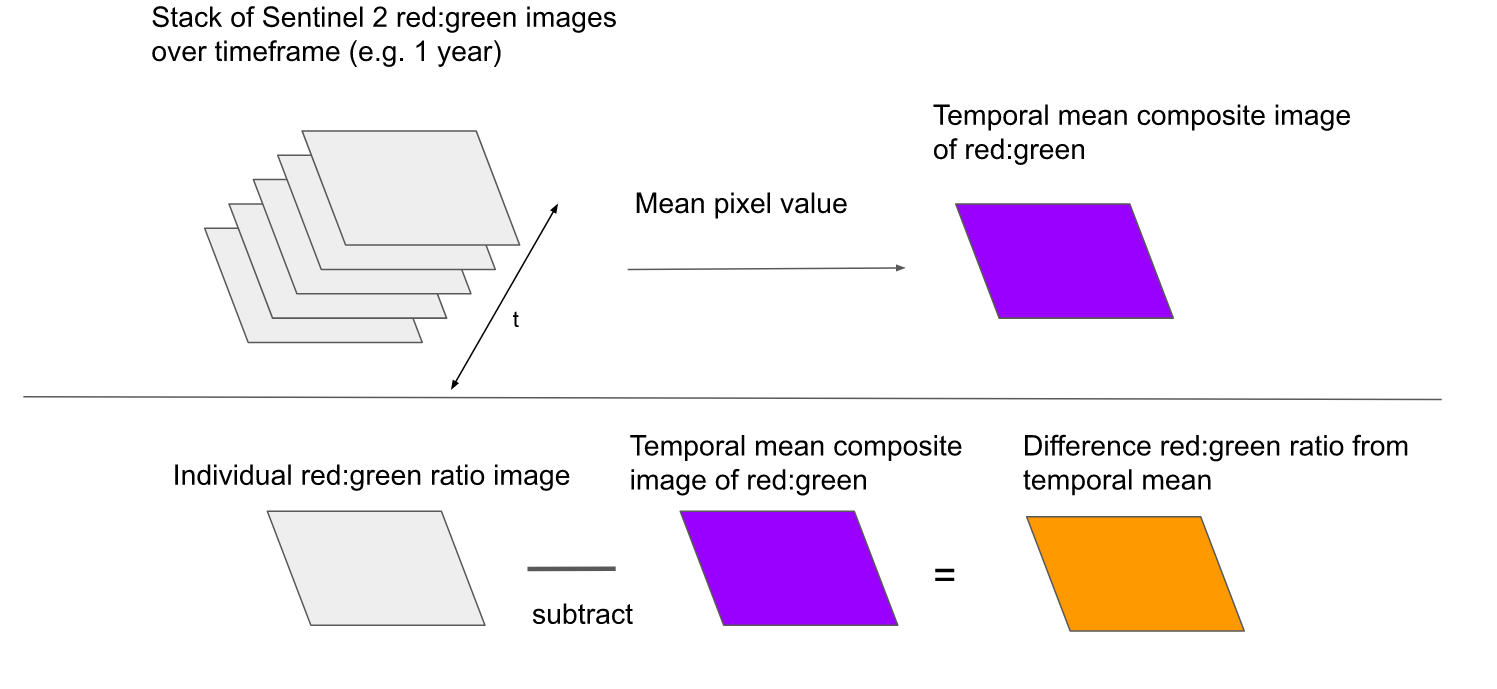 Stack of Sentinel 2 red:green images
over timeframe (e.g. 1 year)
Temporal mean composite image
of red:green
Mean pixel value
t
Individual red:green ratio image
Temporal mean composite
image of red:green
Difference red:green ratio from
temporal mean
=
subtract